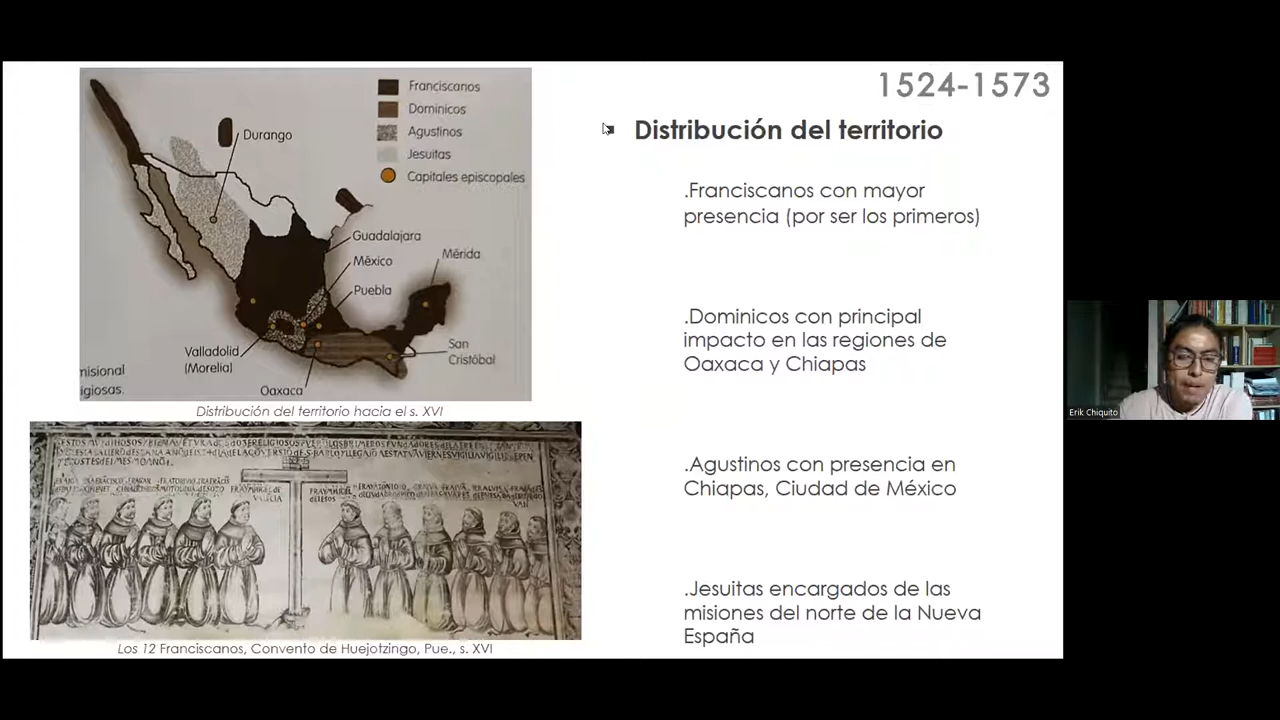 1524-1573
Franciscanos
Dominicos
Agustinos
Jesuitas
Capitales episcopales
Durango
Guadalajara
México
Mérida
Puebla
San
Cristóbal
Valladolid
(Morelia)
Oaxaca
misional
igiosas.
Distribución del territorio hacia el s. XVI
Los 12 Franciscanos, Convento de Huejotzingo, Pue., s. XVI
Distribución del territorio
.Franciscanos con mayor
presencia (por ser los primeros)
.Dominicos con principal
impacto en las regiones de
Oaxaca y Chiapas
.Agustinos con presencia en
Chiapas, Ciudad de México
.Jesuitas encargados de las
misiones del norte de la Nueva
España
Erik Chiquito